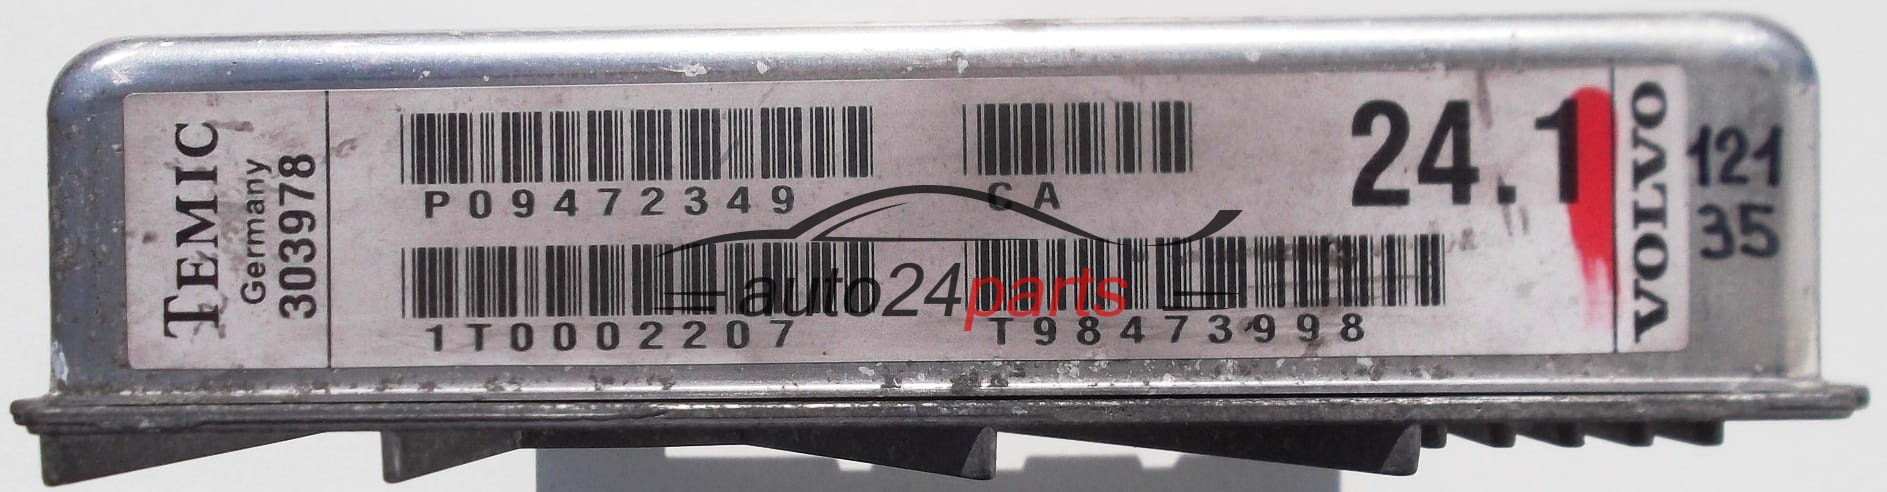 TEMIC
Germany
303978
P09472349
CA
24.1
1T0002207
T98473998
VOLVO
121
35
auto24parts